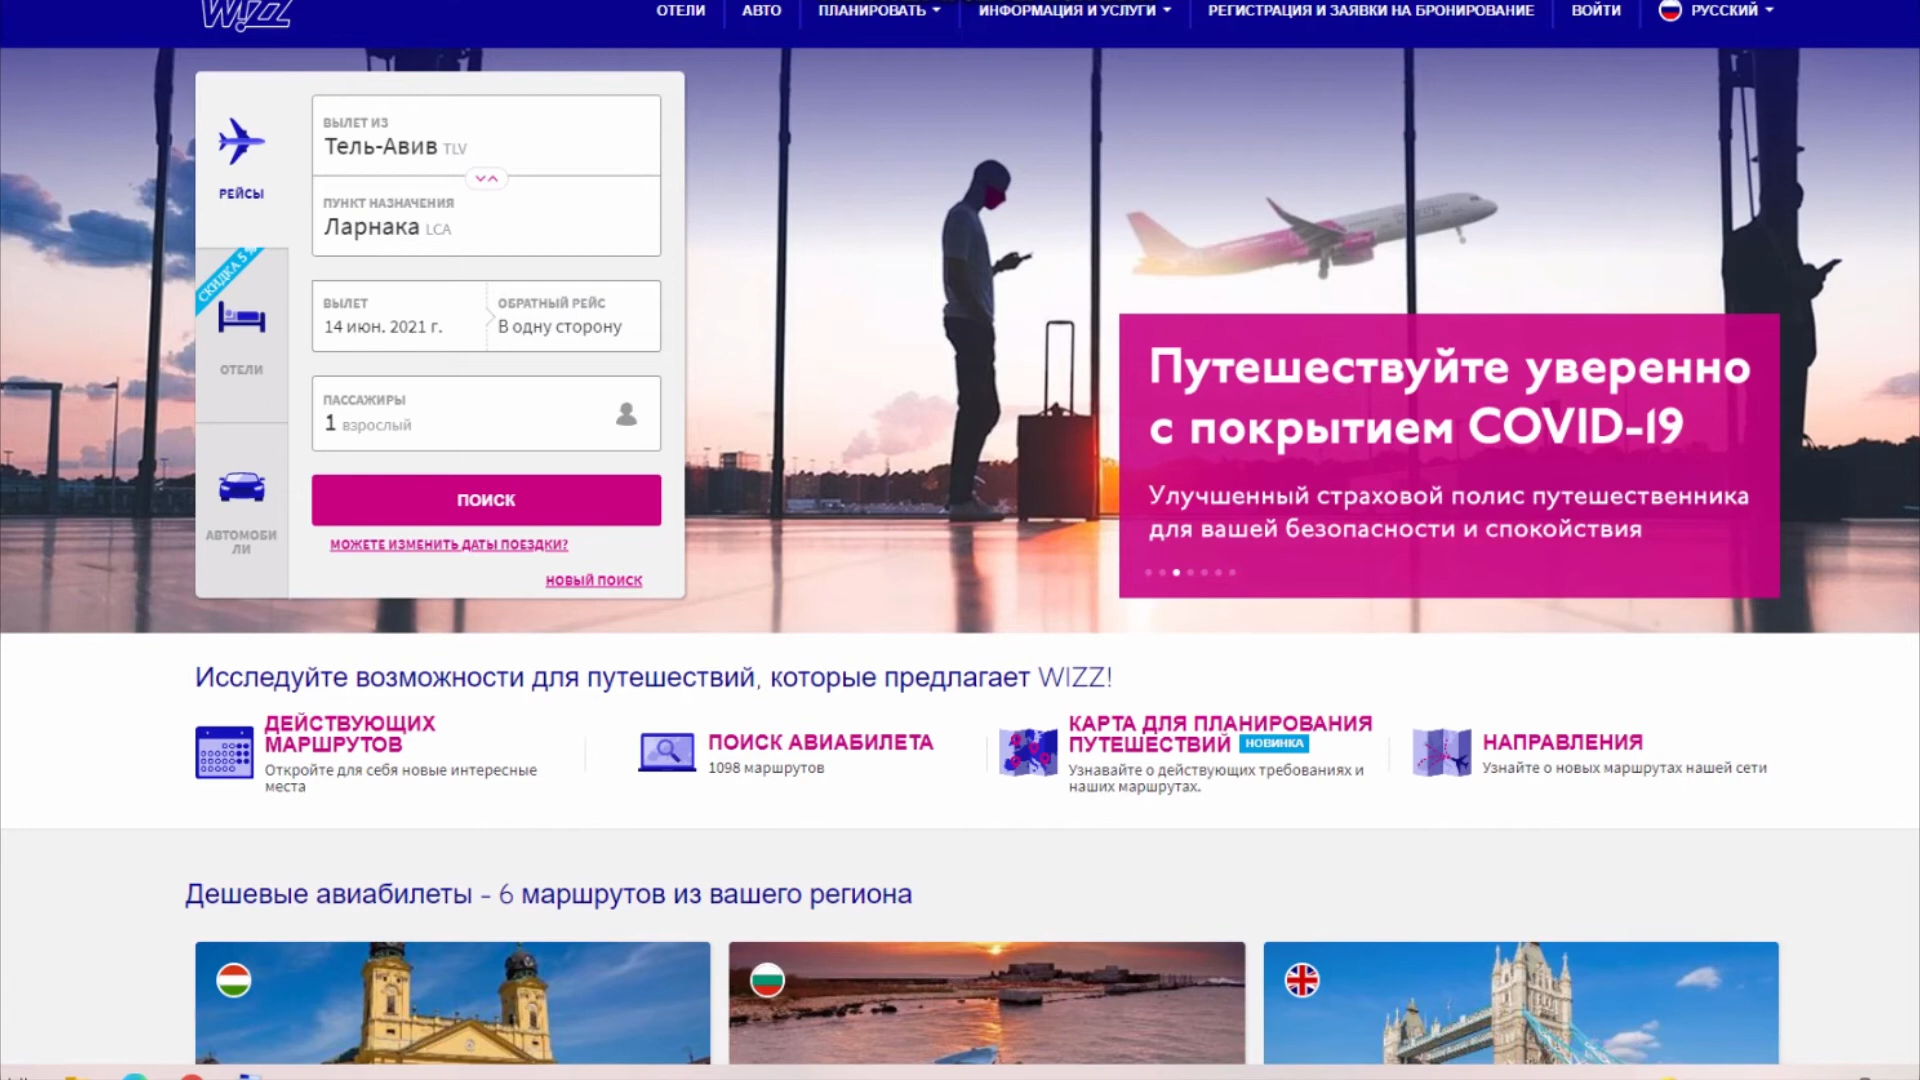 WIZZ
ОТЕЛИ
АВТО
ПЛАНИРОВАТЬ
ИНФОРМАЦИЯ И УСЛУГИ
РЕГИСТРАЦИЯ И ЗАЯВКИ НА БРОНИРОВАНИЕ
ВОЙТИ
РУССКИЙ
РЕЙСЫ
СКИДКА 5 %
ОТЕЛИ
АВТОМОБИ
ЛИ
ВЫЛЕТ ИЗ
Тель-Авив TLV
ПУНКТ НАЗНАЧЕНИЯ
Ларнака LCA
ВЫЛЕТ
14 июн. 2021 г.
ОБРАТНЫЙ РЕЙС
В одну сторону
ПАССАЖИРЫ
1 взрослый
ПОИСК
МОЖЕТЕ ИЗМЕНИТЬ ДАТЫ ПОЕЗДКИ?
НОВЫЙ ПОИСК
Путешествуйте уверенно
с покрытием COVID-19
Улучшенный страховой полис путешественника
для вашей безопасности и спокойствия
Исследуйте возможности для путешествий, которые предлагает WIZZ!
ДЕЙСТВУЮЩИХ
МАРШРУТОВ
Откройте для себя новые интересные
места
ПОИСК АВИАБИЛЕТА
1098 маршрутов
КАРТА ДЛЯ ПЛАНИРОВАНИЯ
ПУТЕШЕСТВИЙ НОВИНКА
Узнавайте о действующих требованиях и
наших маршрутах.
НАПРАВЛЕНИЯ
Узнайте о новых маршрутах нашей сети
Дешевые авиабилеты - 6 маршрутов из вашего региона